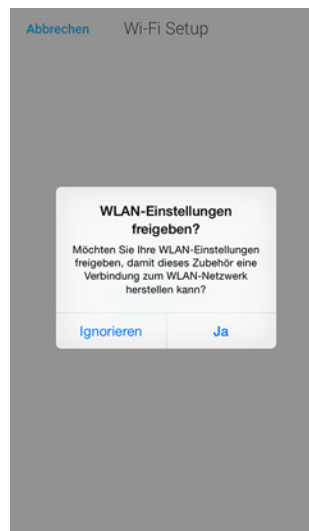 Abbrechen Wi-Fi Setup
WLAN-Einstellungen
freigeben?
Möchten Sie Ihre WLAN-Einstellungen
freigeben, damit dieses Zubehör eine
Verbindung zum WLAN-Netzwerk
herstellen kann?
Ignorieren Ja